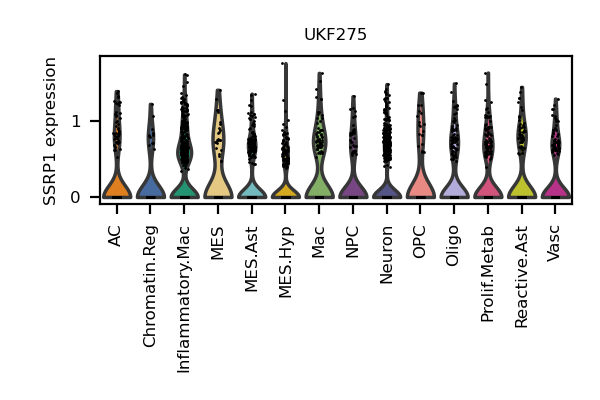 UKF275
SSRP1 expression
1
0
AC
Chromatin.Reg
Inflammatory.Mac
MES
MES.Ast
MES.Hyp
Mac
NPC
Neuron
OPC
Oligo
Prolif.Metab
Reactive.Ast
Vasc